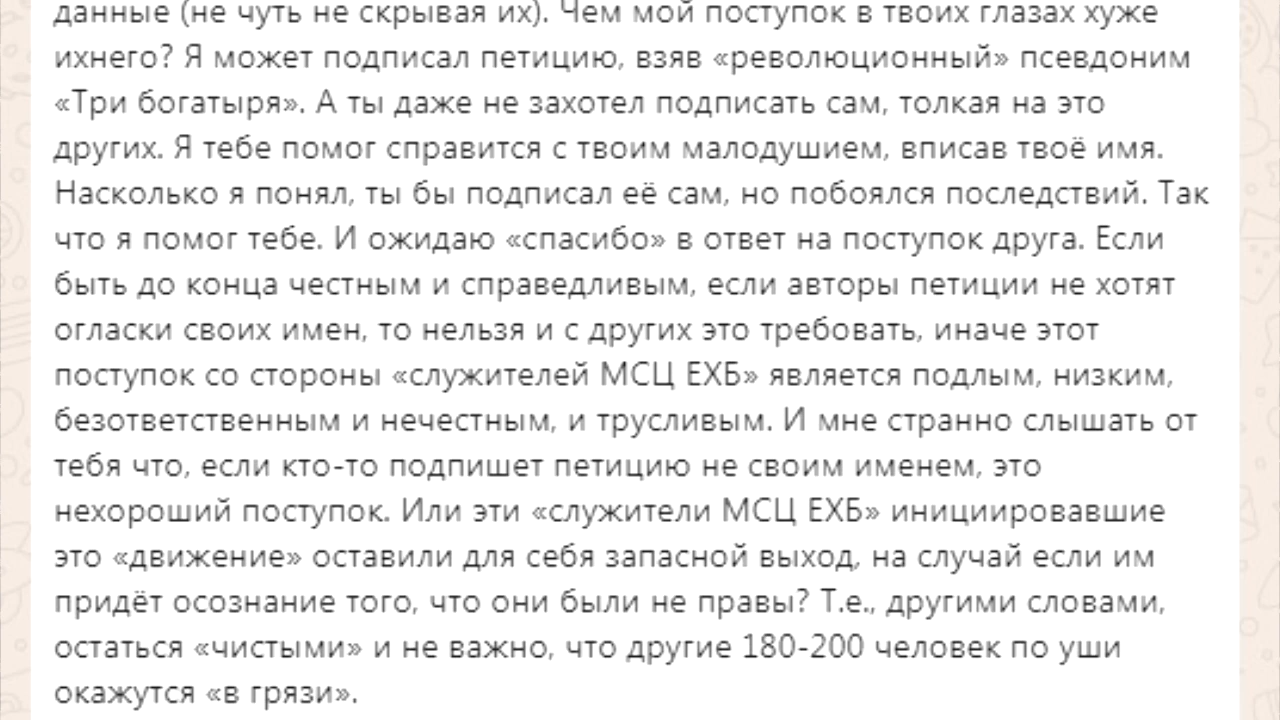 данные (не чуть не скрывая их). Чем мой поступок в твоих глазах хуже
ихнего? Я может подписал петицию, взяв «революционный» псевдоним
«Три богатыря». А ты даже не захотел подписать сам, толкая на это
других. Я тебе помог справится с твоим малодушием, вписав твоё имя.
Насколько я понял, ты бы подписал её сам, но побоялся последствий. Так
что я помог тебе. И ожидаю «спасибо» в ответ на поступок друга. Если
быть до конца честным и справедливым, если авторы петиции не хотят
огласки своих имен, то нельзя и с других это требовать, иначе этот
поступок со стороны «служителей МСЦ ЕХБ» является подлым, низким,
безответственным и нечестным, и трусливым. И мне странно слышать от
тебя что, если кто-то подпишет петицию не своим именем, это
нехороший поступок. Или эти «служители МСЦ ЕХБ» инициировавшие
это «движение» оставили для себя запасной выход, на случай если им
придёт осознание того, что они были не правы? Т.е., другими словами,
остаться «чистыми» и не важно, что другие 180-200 человек по уши
окажутся «в грязи».